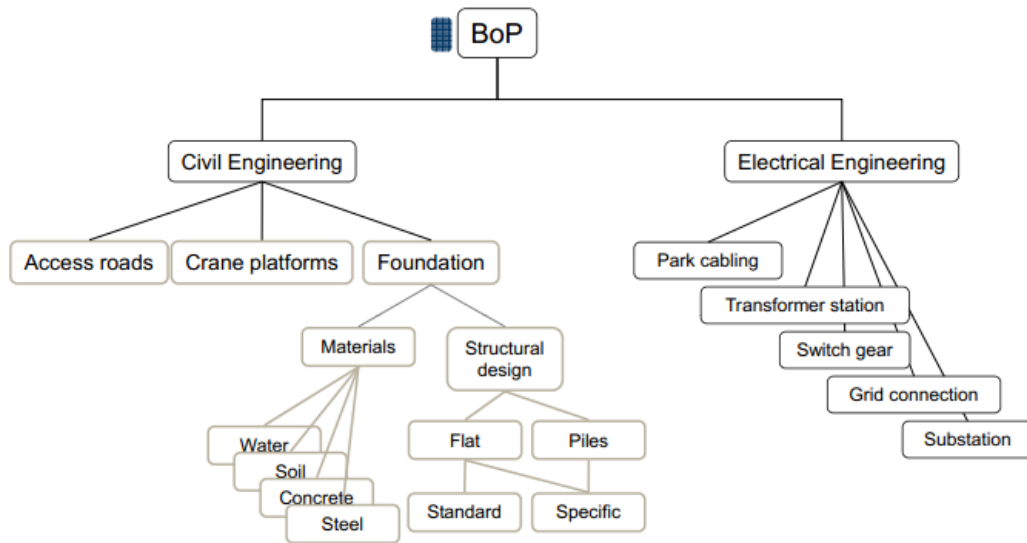 BoP
Civil Engineering
Electrical Engineering
Access roads
Crane platforms
Foundation
Park cabling
Transformer station
Switch gear
Grid connection
Substation
Materials
Structural
design
Water
Soil
Concrete
Steel
Flat
Piles
Standard
Specific